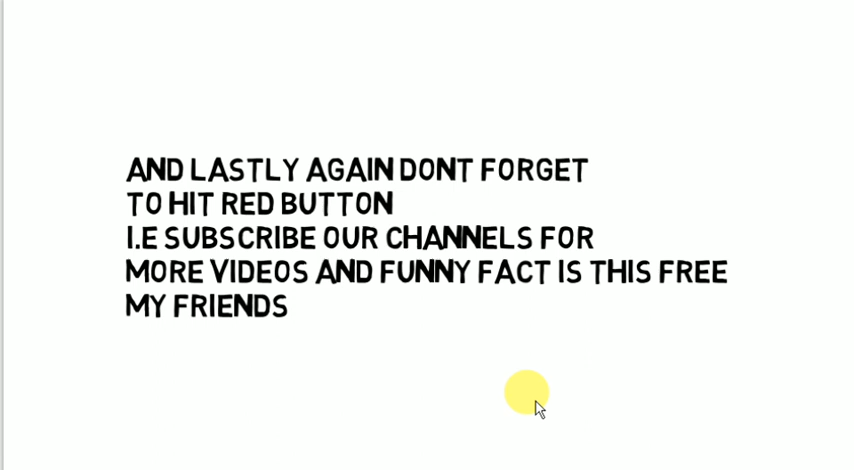 AND LASTLY AGAIN DONT FORGET
TO HIT RED BUTTON
I.E SUBSCRIBE OUR CHANNELS FOR
MORE VIDEOS AND FUNNY FACT IS THIS FREE
MY FRIENDS